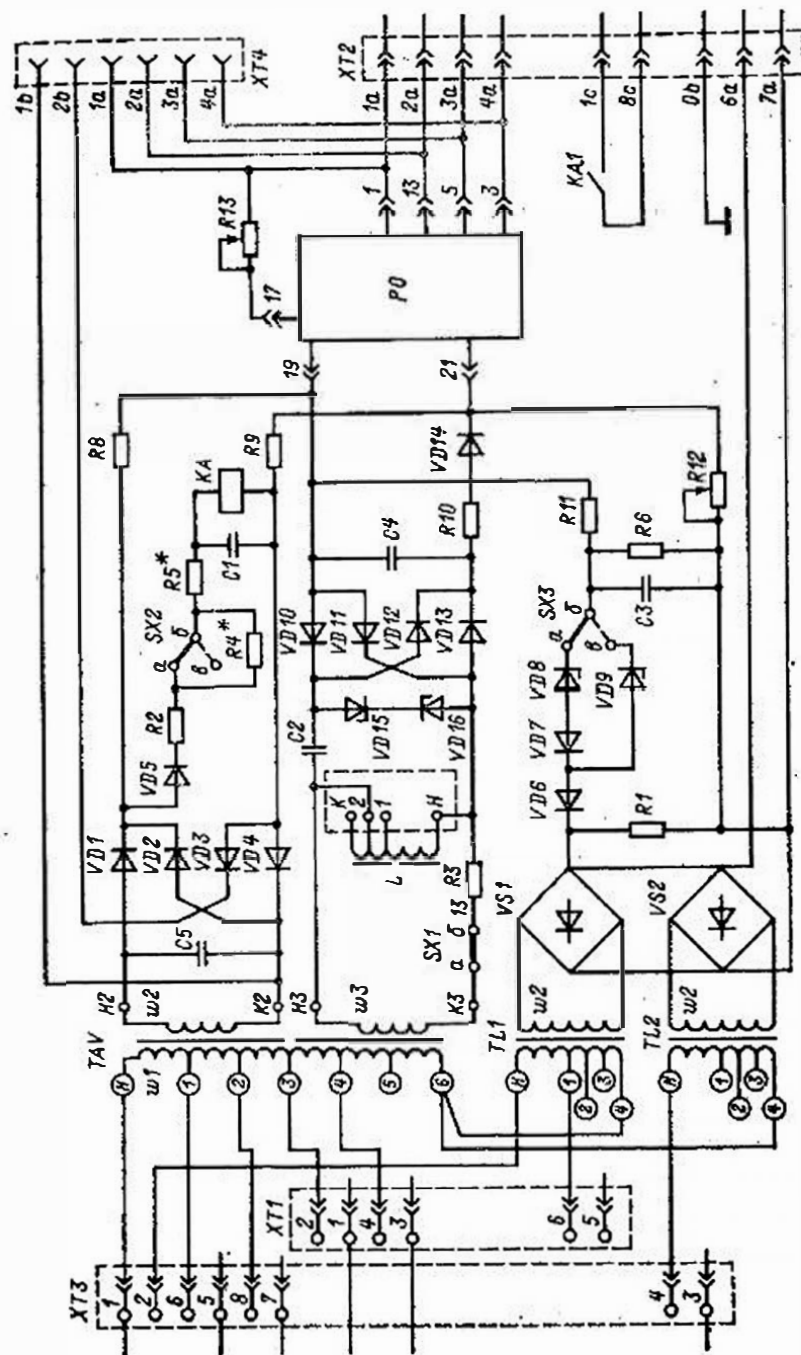 XT4
1b
2b
1a
2a
3a
4a
XT2
1a
2a
3a
4a
1c
8c
0b
6a
7a
KA1
R13
17
1
13
5
3
PO
19
21
R8
R9
KA
C1
R5*
SX2
а
б
в
R4*
R2
VD5
VD1
VD2
VD3
VD4
C5
H2
K2
w2
VD14
R10
C4
VD10
VD11
VD12
VD13
VD15
VD16
C2
K
2
1
H
L
R3
13
SX1
а
б
H3
K3
w3
R11
R6
R12
C3
SX3
а
б
в
VD8
VD9
VD7
VD6
R1
VS1
VS2
TAV
w1
H
1
2
3
4
5
6
TL1
w2
H
1
2
3
4
TL2
w2
H
1
2
3
4
XT1
2
1
4
3
6
5
XT3
1
2
6
5
8
7
4
3